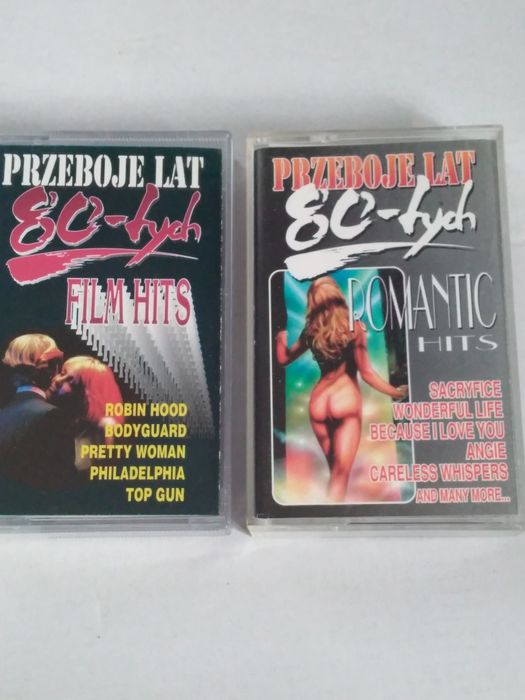 PRZEBOJE LAT
80-tych
FILM HITS
ROBIN HOOD
BODYGUARD
PRETTY WOMAN
PHILADELPHIA
TOP GUN
PRZEBOJE LAT
80-tych
ROMANTIC
HITS
SACRYFICE
WONDERFUL LIFE
BECAUSE I LOVE YOU
ANGIE
CARELESS WHISPERS
AND MANY MORE...